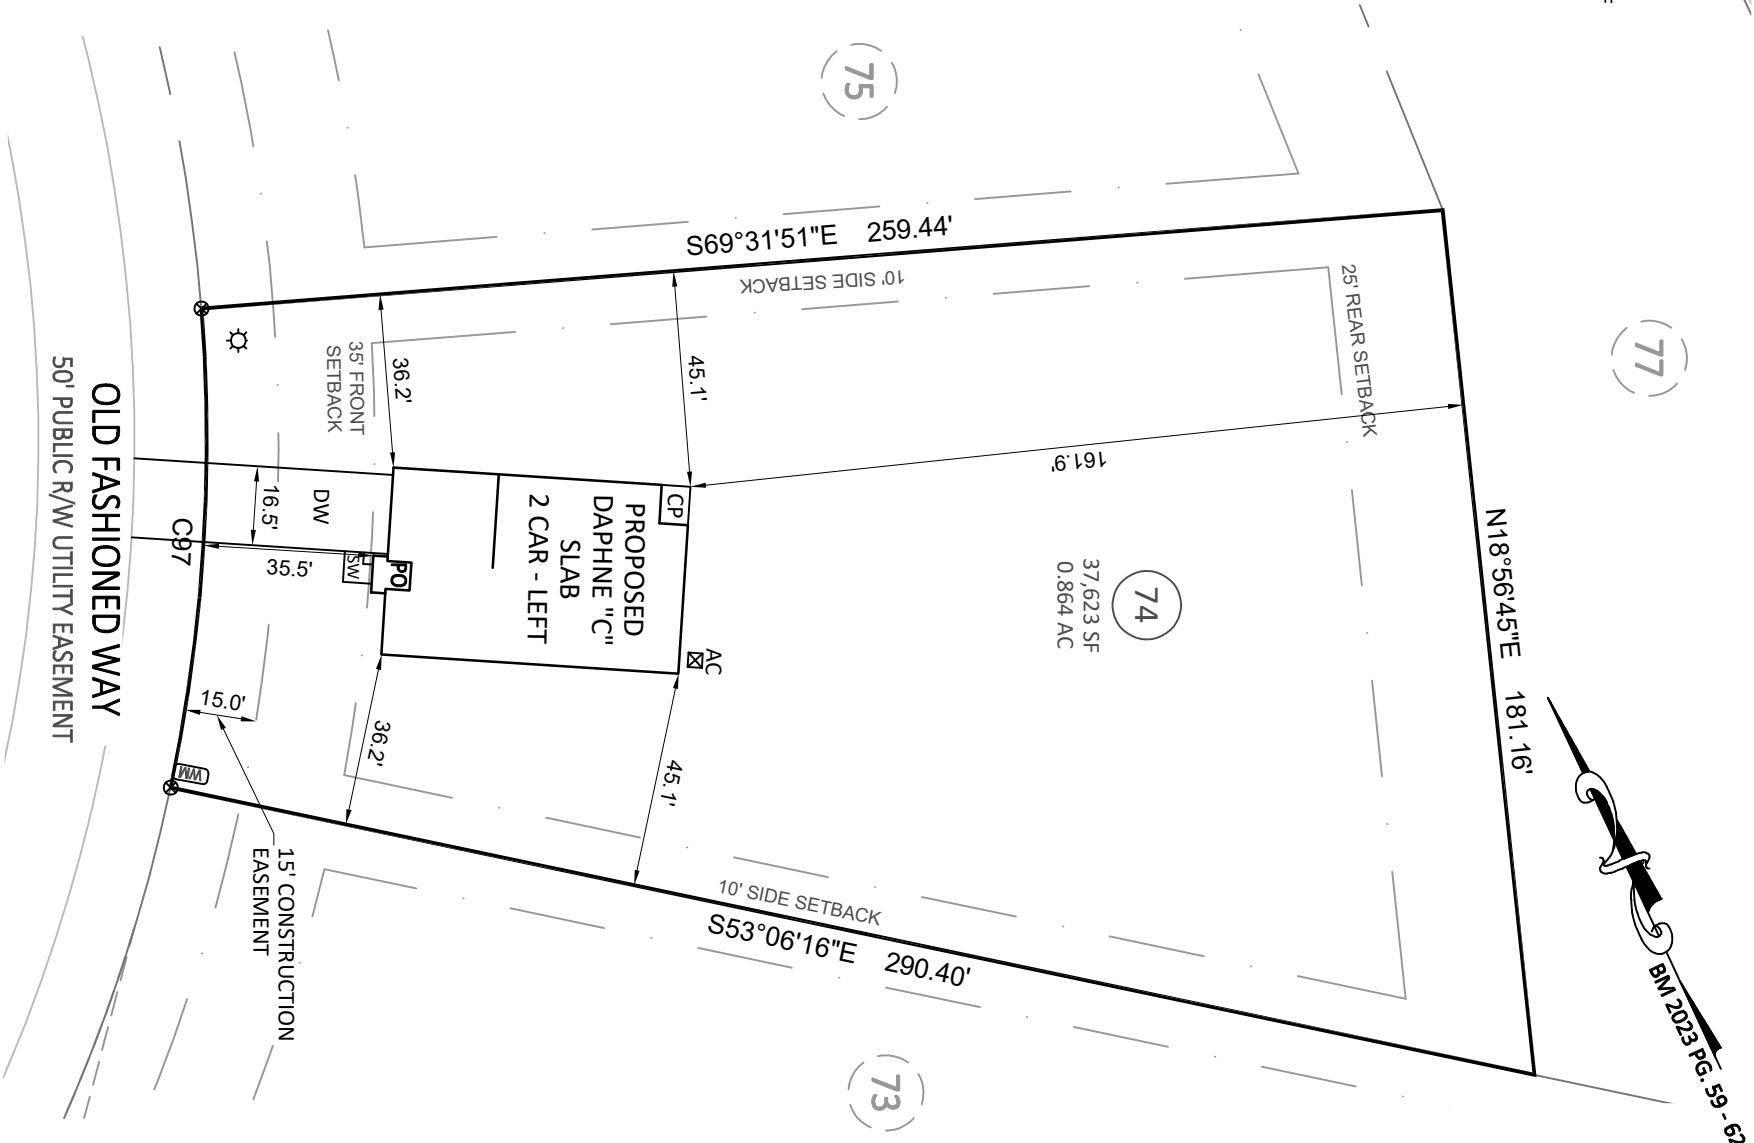 75
77
S69°31'51"E 259.44'
10' SIDE SETBACK
25' REAR SETBACK
35' FRONT
SETBACK
36.2'
45.1'
161.9'
N18°56'45"E 181.16'
OLD FASHIONED WAY
50' PUBLIC R/W UTILITY EASEMENT
C97
16.5'
DW
35.5'
SW
PO
CP
PROPOSED
DAPHNE "C"
SLAB
2 CAR - LEFT
AC
74
37,623 SF
0.864 AC
15.0'
WM
36.2'
45.1'
15' CONSTRUCTION
EASEMENT
10' SIDE SETBACK
S53°06'16"E 290.40'
73
BM 2023 PG. 59 - 62